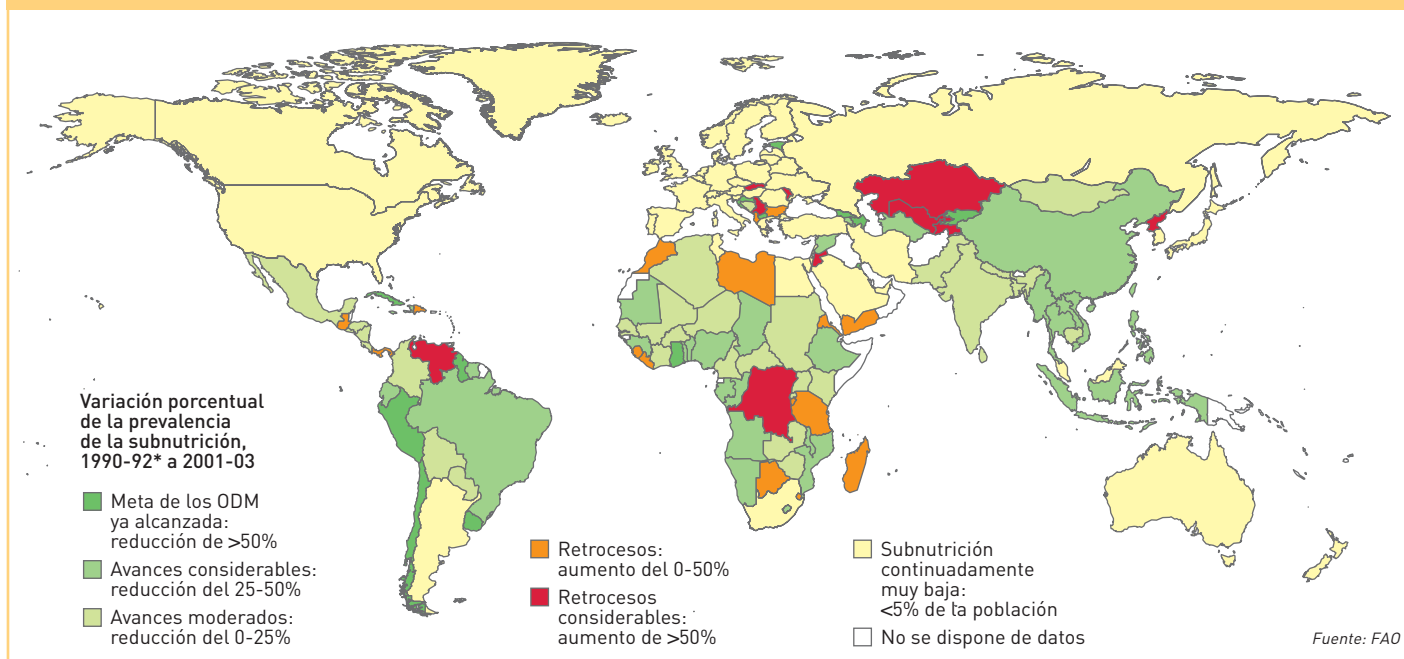 Variación porcentual
de la prevalencia
de la subnutrición,
1990-92* a 2001-03
Meta de los ODM
ya alcanzada:
reducción de >50%
Avances considerables:
reducción del 25-50%
Avances moderados:
reducción del 0-25%
Retrocesos:
aumento del 0-50%
Retrocesos
considerables:
aumento de >50%
Subnutrición
continuadamente
muy baja:
<5% de la población
No se dispone de datos
Fuente: FAO